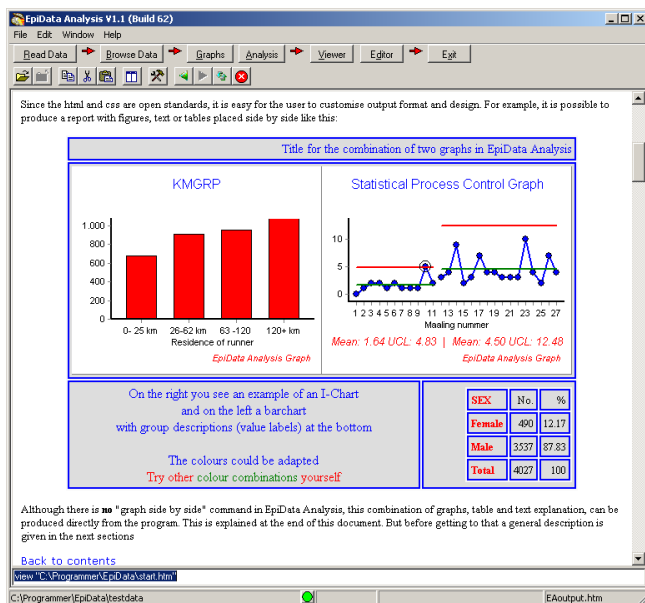 EpiData Analysis V1.1 (Build 62)
File Edit Window Help
Read Data Browse Data Graphs Analysis Viewer Editor Exit
Since the html and css are open standards, it is easy for the user to customise output format and design. For example, it is possible to
produce a report with figures, text or tables placed side by side like this:
Title for the combination of two graphs in EpiData Analysis
KMGRP
1.000
800
600
400
200
0
0- 25 km 26-62 km 63 -120 120+ km
Residence of runner
EpiData Analysis Graph
Statistical Process Control Graph
10
5
0
1 2 3 4 5 6 7 8 9 11 13 15 17 19 21 23 25 27
Maaling nummer
Mean: 1.64 UCL: 4.83 | Mean: 4.50 UCL: 12.48
EpiData Analysis Graph
On the right you see an example of an I-Chart
and on the left a barchart
with group descriptions (value labels) at the bottom
The colours could be adapted
Try other colour combinations yourself
SEX No. %
Female 490 12.17
Male 3537 87.83
Total 4027 100
Although there is no "graph side by side" command in EpiData Analysis, this combination of graphs, table and text explanation, can be
produced directly from the program. This is explained at the end of this document. But before getting to that a general description is
given in the next sections
Back to contents
view "C:\Programmer\EpiData\start.htm"
C:\Programmer\EpiData\testdata EAoutput.htm